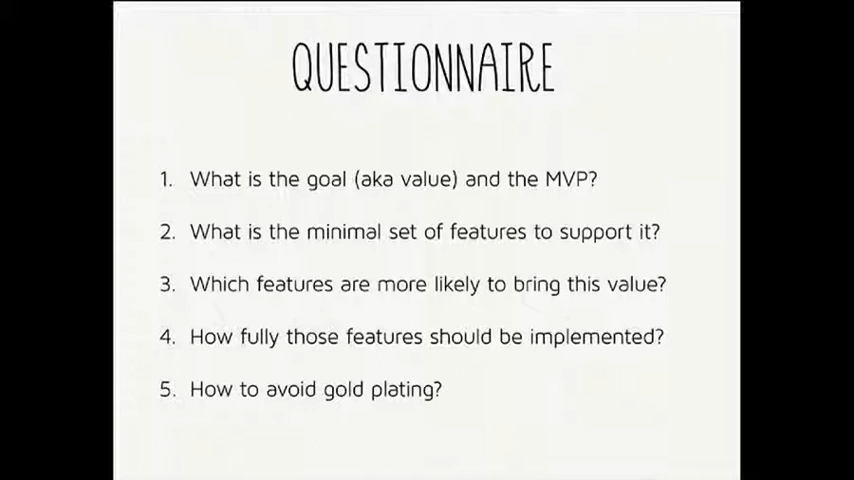 QUESTIONNAIRE
1. What is the goal (aka value) and the MVP?
2. What is the minimal set of features to support it?
3. Which features are more likely to bring this value?
4. How fully those features should be implemented?
5. How to avoid gold plating?